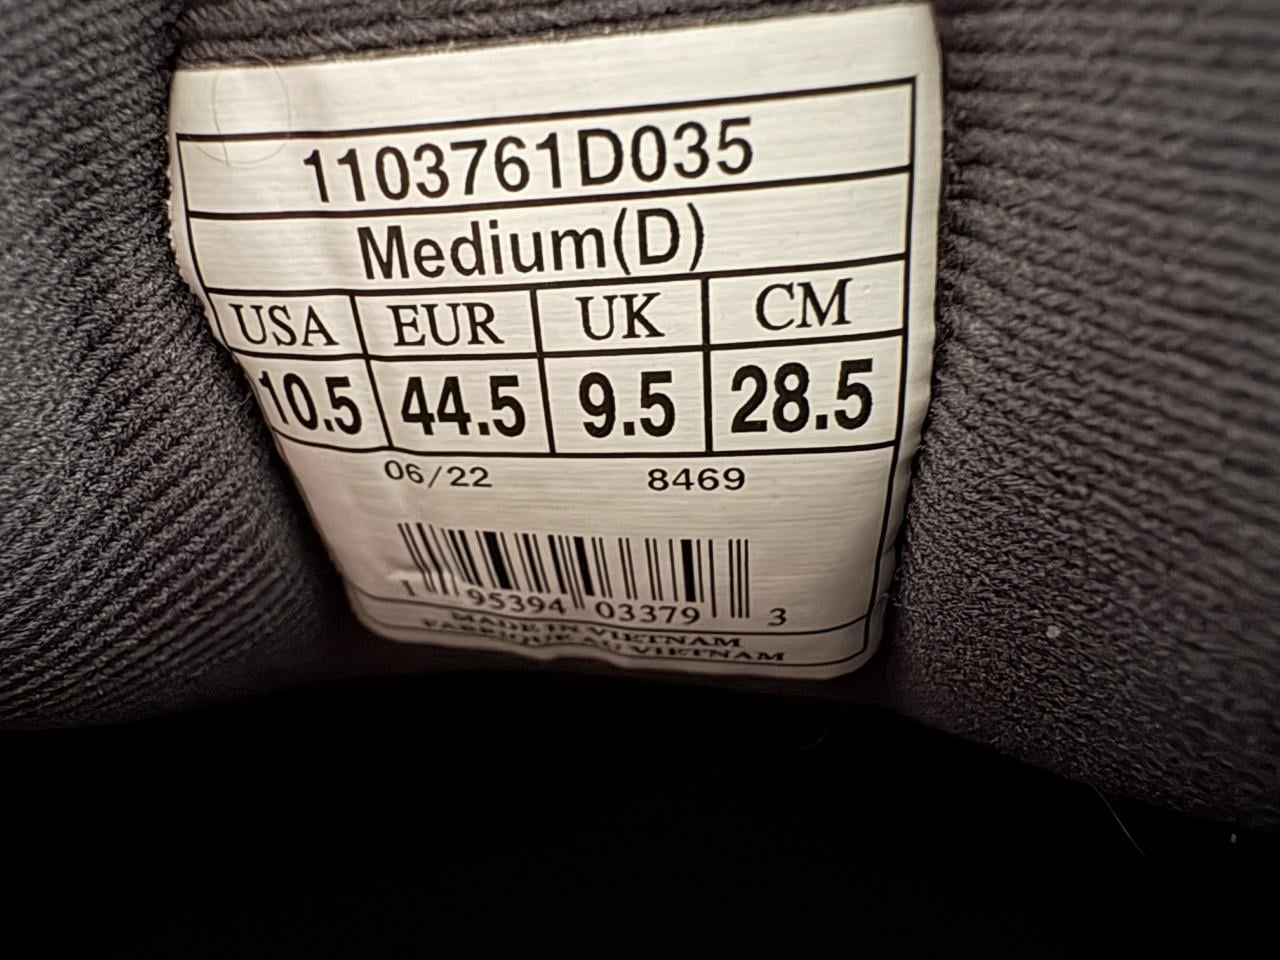 1103761D035
Medium(D)
USA EUR UK CM
10.5 44.5 9.5 28.5
06/22 8469
1 95394 03379 3
MADE IN VIETNAM
FABRIQUE AU VIETNAM